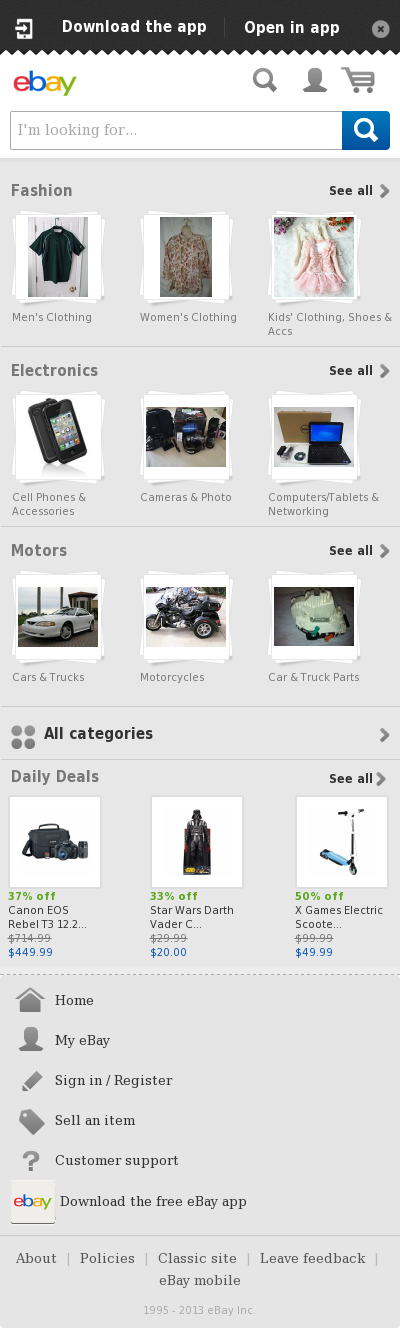 Download the app
Open in app
ebay
I'm looking for...
Fashion
See all
Men's Clothing
Women's Clothing
Kids' Clothing, Shoes &
Accs
Electronics
See all
Cell Phones &
Accessories
Cameras & Photo
Computers/Tablets &
Networking
Motors
See all
Cars & Trucks
Motorcycles
Car & Truck Parts
All categories
Daily Deals
See all
37% off
Canon EOS
Rebel T3 12.2...
$714.99
$449.99
33% off
Star Wars Darth
Vader C...
$29.99
$20.00
50% off
X Games Electric
Scoote...
$99.99
$49.99
Home
My eBay
Sign in / Register
Sell an item
Customer support
ebay
Download the free eBay app
About | Policies | Classic site | Leave feedback |
eBay mobile
1995 - 2013 eBay Inc.